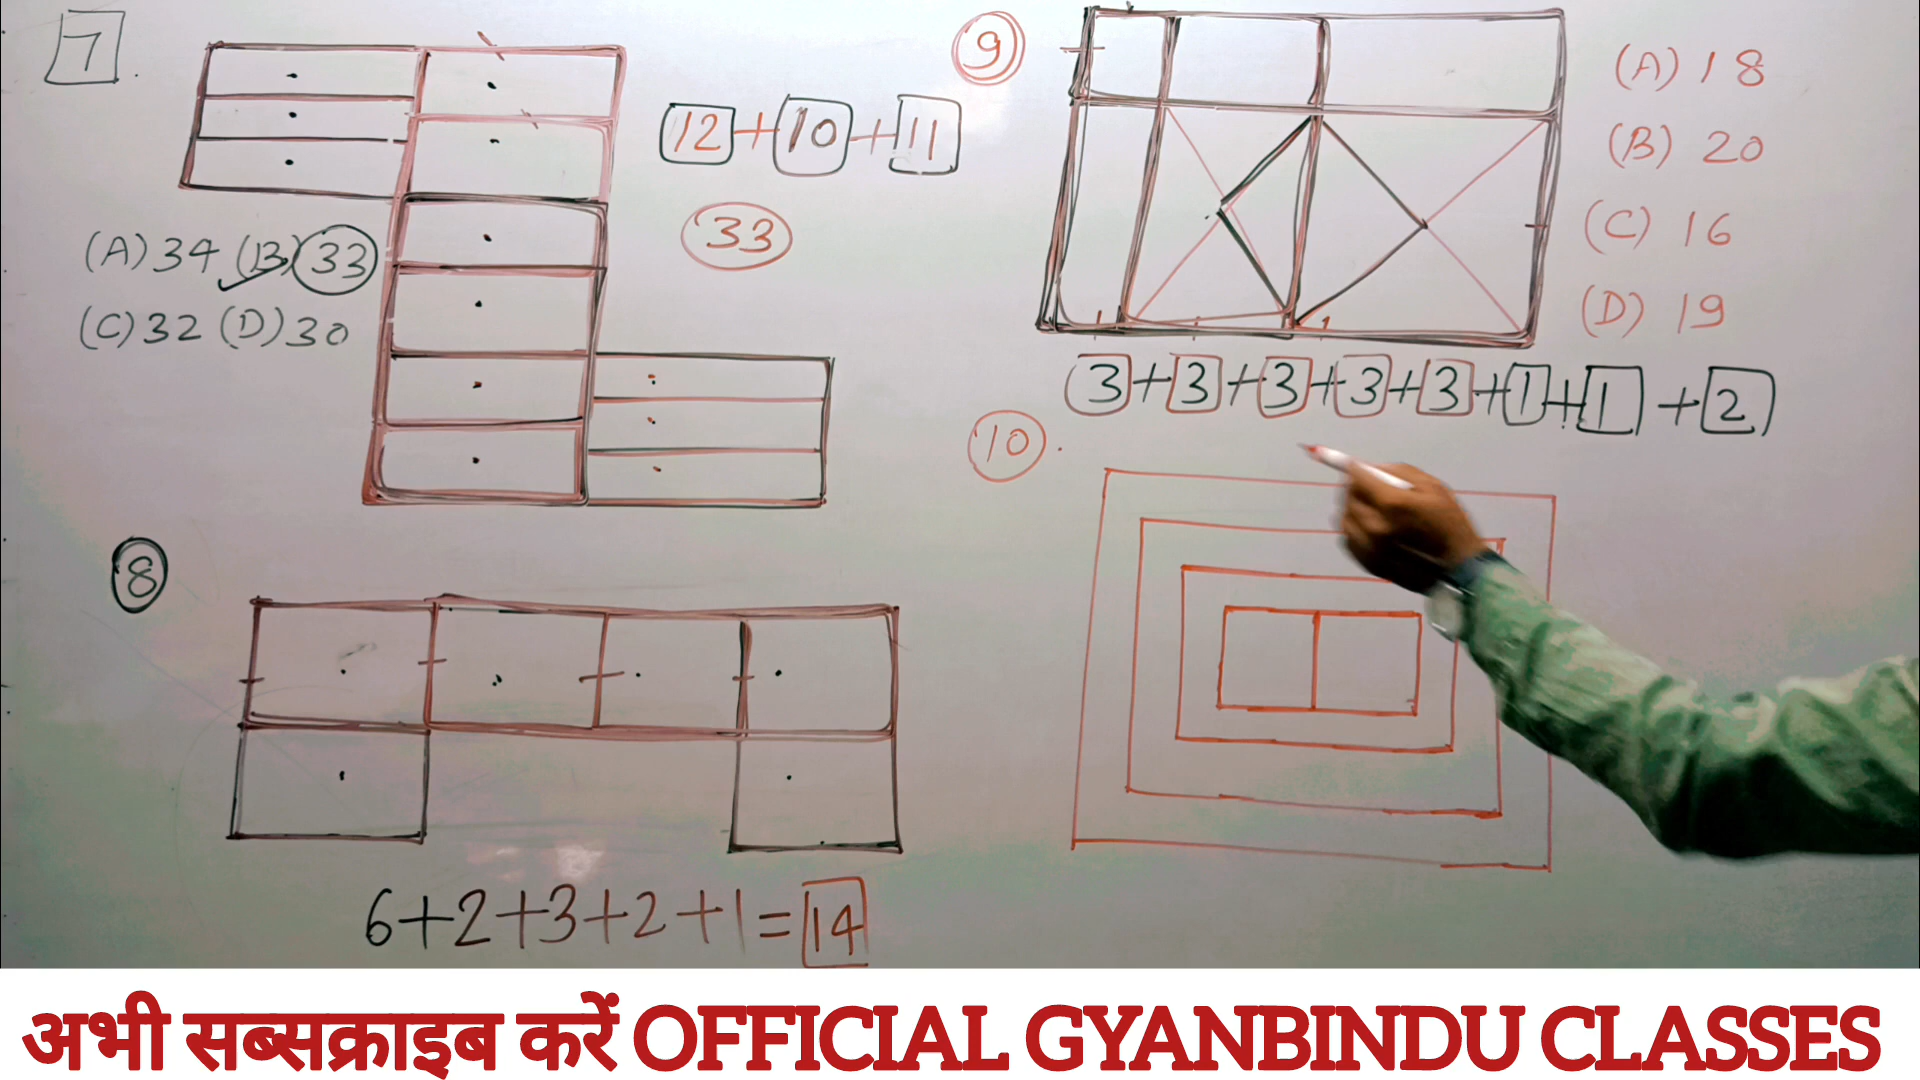 7.
12+10+11
33
(A) 34 (B) 33
(C) 32 (D) 30
8
6+2+3+2+1=14
9
(A) 18
(B) 20
(C) 16
(D) 19
3+3+3+3+3+1+1+2
10.
अभी सब्सक्राइब करें OFFICIAL GYANBINDU CLASSES